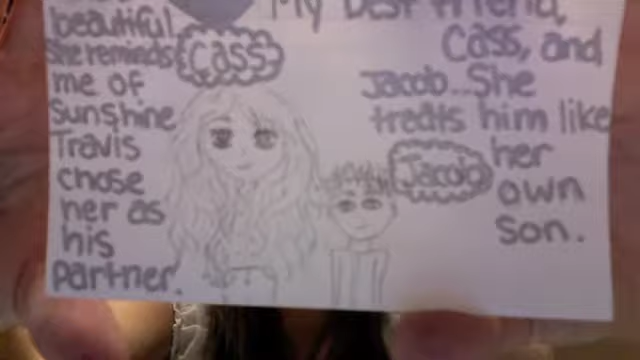 beautiful.
She reminds
me of
sunshine
Travis
chose
her as
his
partner.
Cass
My best friend,
Cass, and
Jacob...She
treats him like
her
own
son.
Jacob